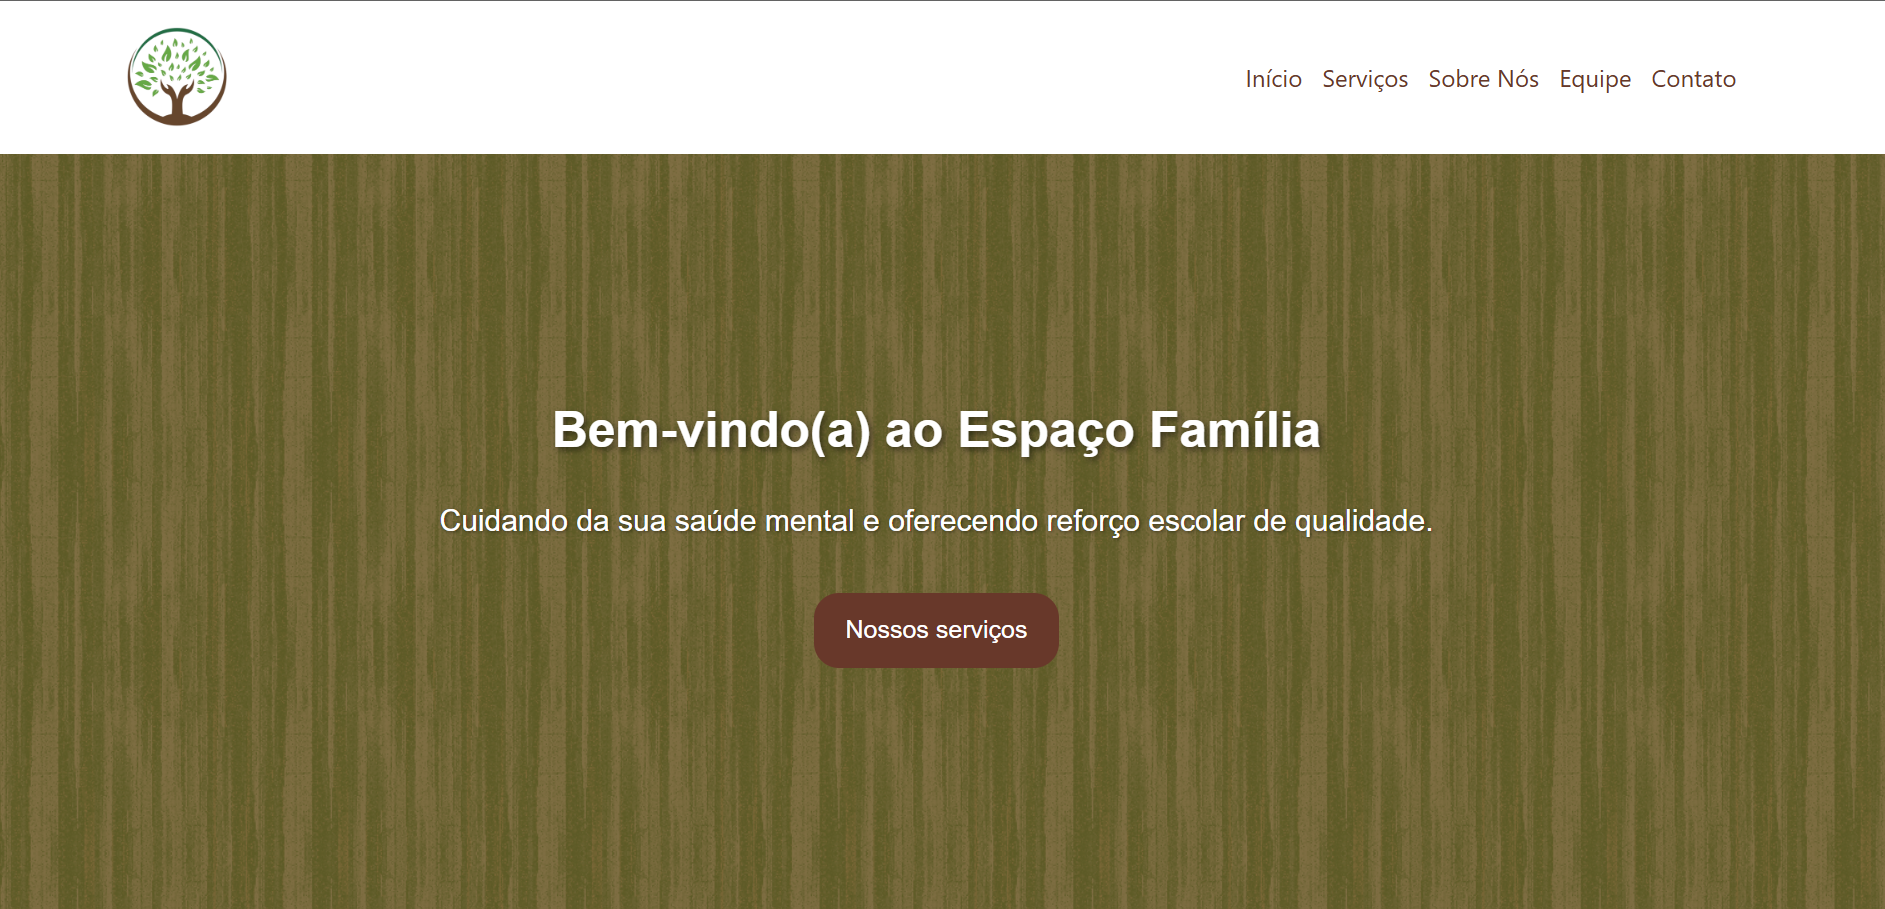 Início Serviços Sobre Nós Equipe Contato
Bem-vindo(a) ao Espaço Família
Cuidando da sua saúde mental e oferecendo reforço escolar de qualidade.
Nossos serviços